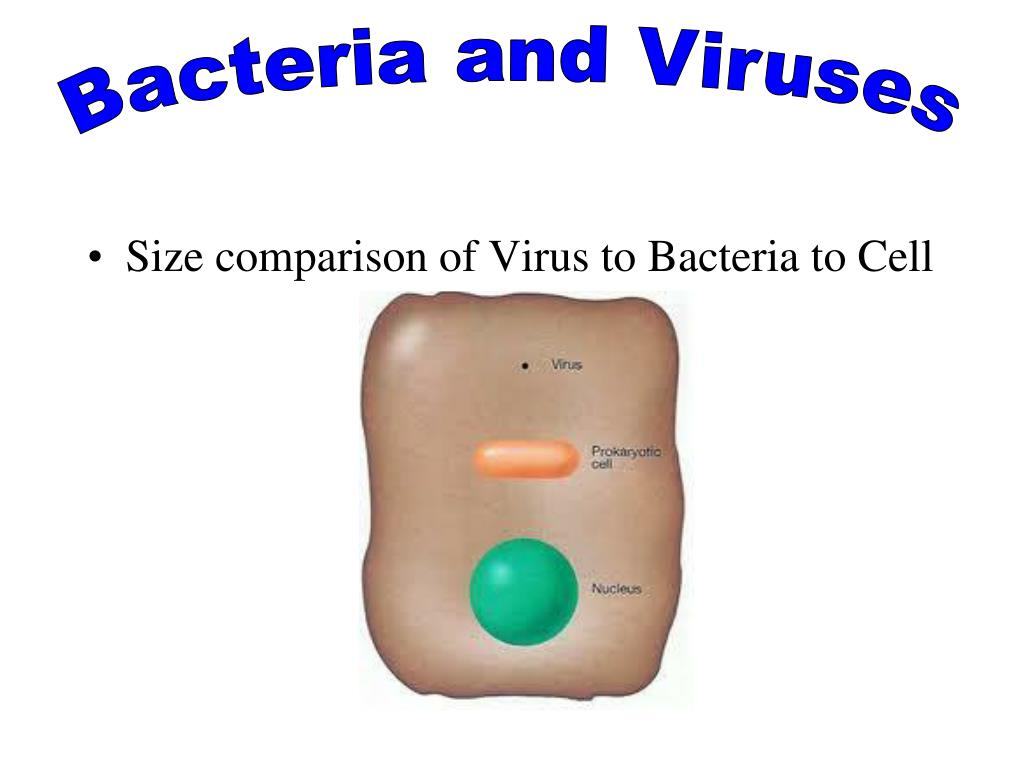 Bacteria and Viruses
• Size comparison of Virus to Bacteria to Cell
Virus
Prokaryotic
cell
Nucleus